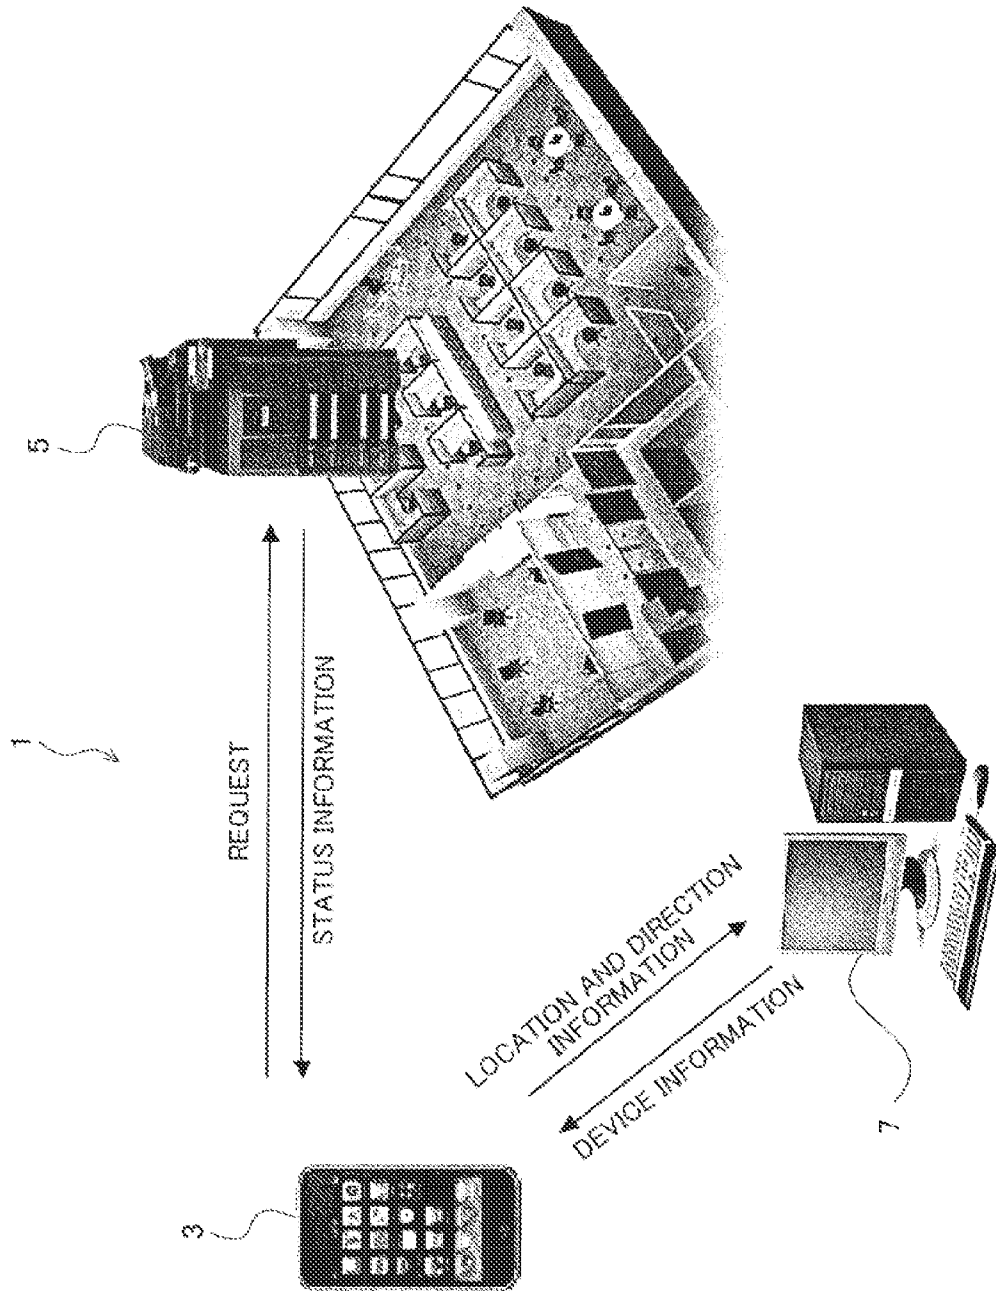 1
5
REQUEST
STATUS INFORMATION
3
LOCATION AND DIRECTION
INFORMATION
DEVICE INFORMATION
7